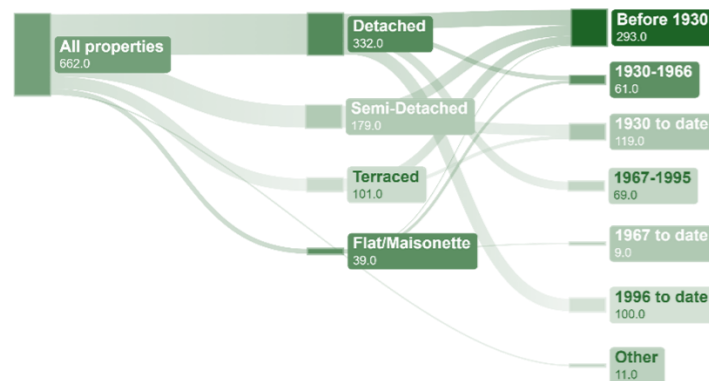 All properties
662.0
Detached
332.0
Semi-Detached
179.0
Terraced
101.0
Flat/Maisonette
39.0
Before 1930
293.0
1930-1966
61.0
1930 to date
119.0
1967-1995
69.0
1967 to date
9.0
1996 to date
100.0
Other
11.0